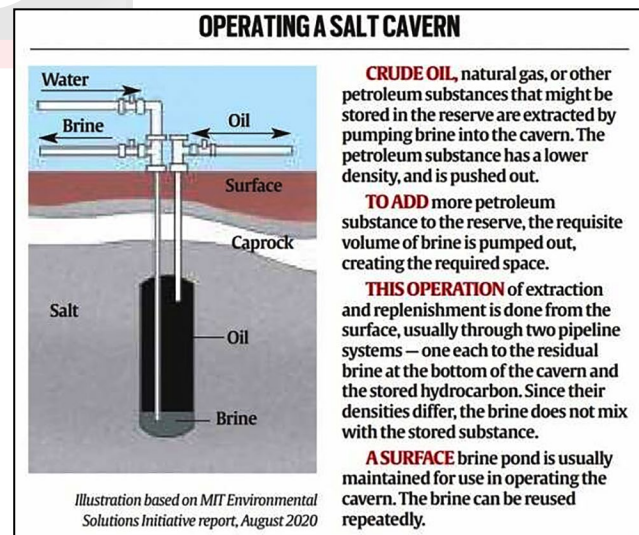 OPERATING A SALT CAVERN
Water
Brine
Oil
Surface
Caprock
Salt
Oil
Brine
Illustration based on MIT Environmental
Solutions Initiative report, August 2020
CRUDE OIL, natural gas, or other
petroleum substances that might be
stored in the reserve are extracted by
pumping brine into the cavern. The
petroleum substance has a lower
density, and is pushed out.
TO ADD more petroleum
substance to the reserve, the requisite
volume of brine is pumped out,
creating the required space.
THIS OPERATION of extraction
and replenishment is done from the
surface, usually through two pipeline
systems — one each to the residual
brine at the bottom of the cavern and
the stored hydrocarbon. Since their
densities differ, the brine does not mix
with the stored substance.
A SURFACE brine pond is usually
maintained for use in operating the
cavern. The brine can be reused
repeatedly.